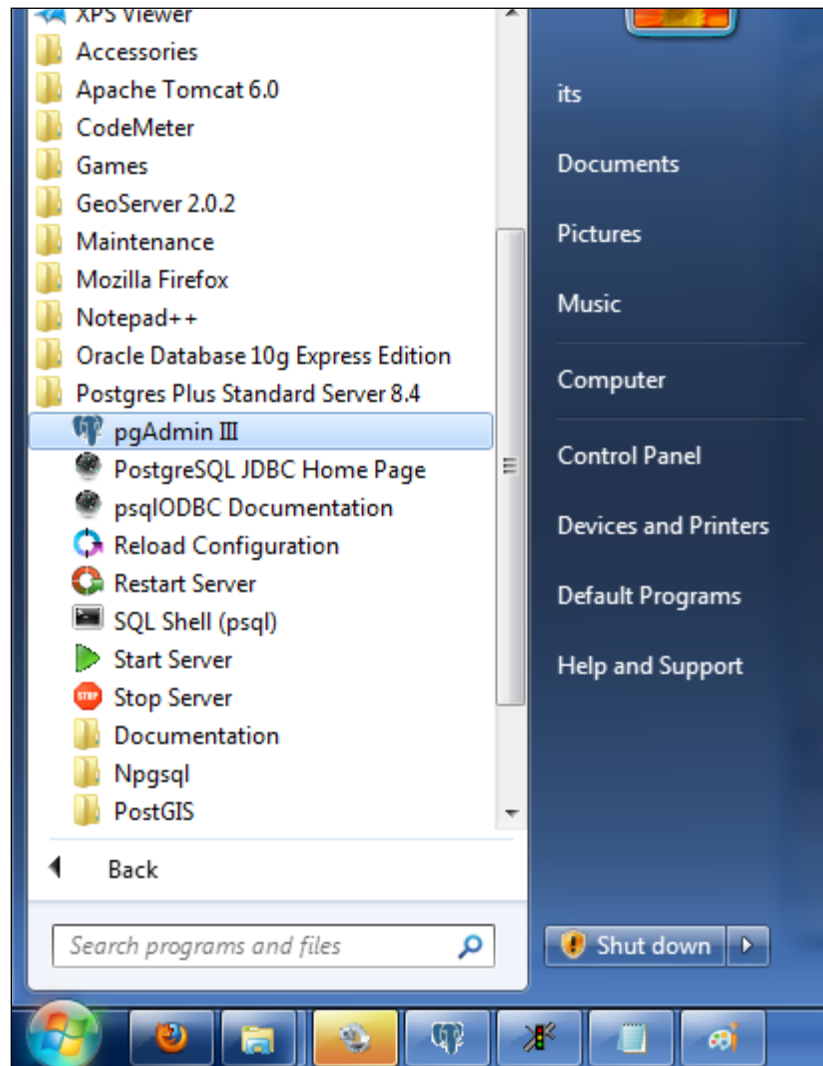 XPS Viewer
Accessories
Apache Tomcat 6.0
CodeMeter
Games
GeoServer 2.0.2
Maintenance
Mozilla Firefox
Notepad++
Oracle Database 10g Express Edition
Postgres Plus Standard Server 8.4
pgAdmin III
PostgreSQL JDBC Home Page
psqlODBC Documentation
Reload Configuration
Restart Server
SQL Shell (psql)
Start Server
STOP
Stop Server
Documentation
Npgsql
PostGIS
Back
Search programs and files
its
Documents
Pictures
Music
Computer
Control Panel
Devices and Printers
Default Programs
Help and Support
Shut down